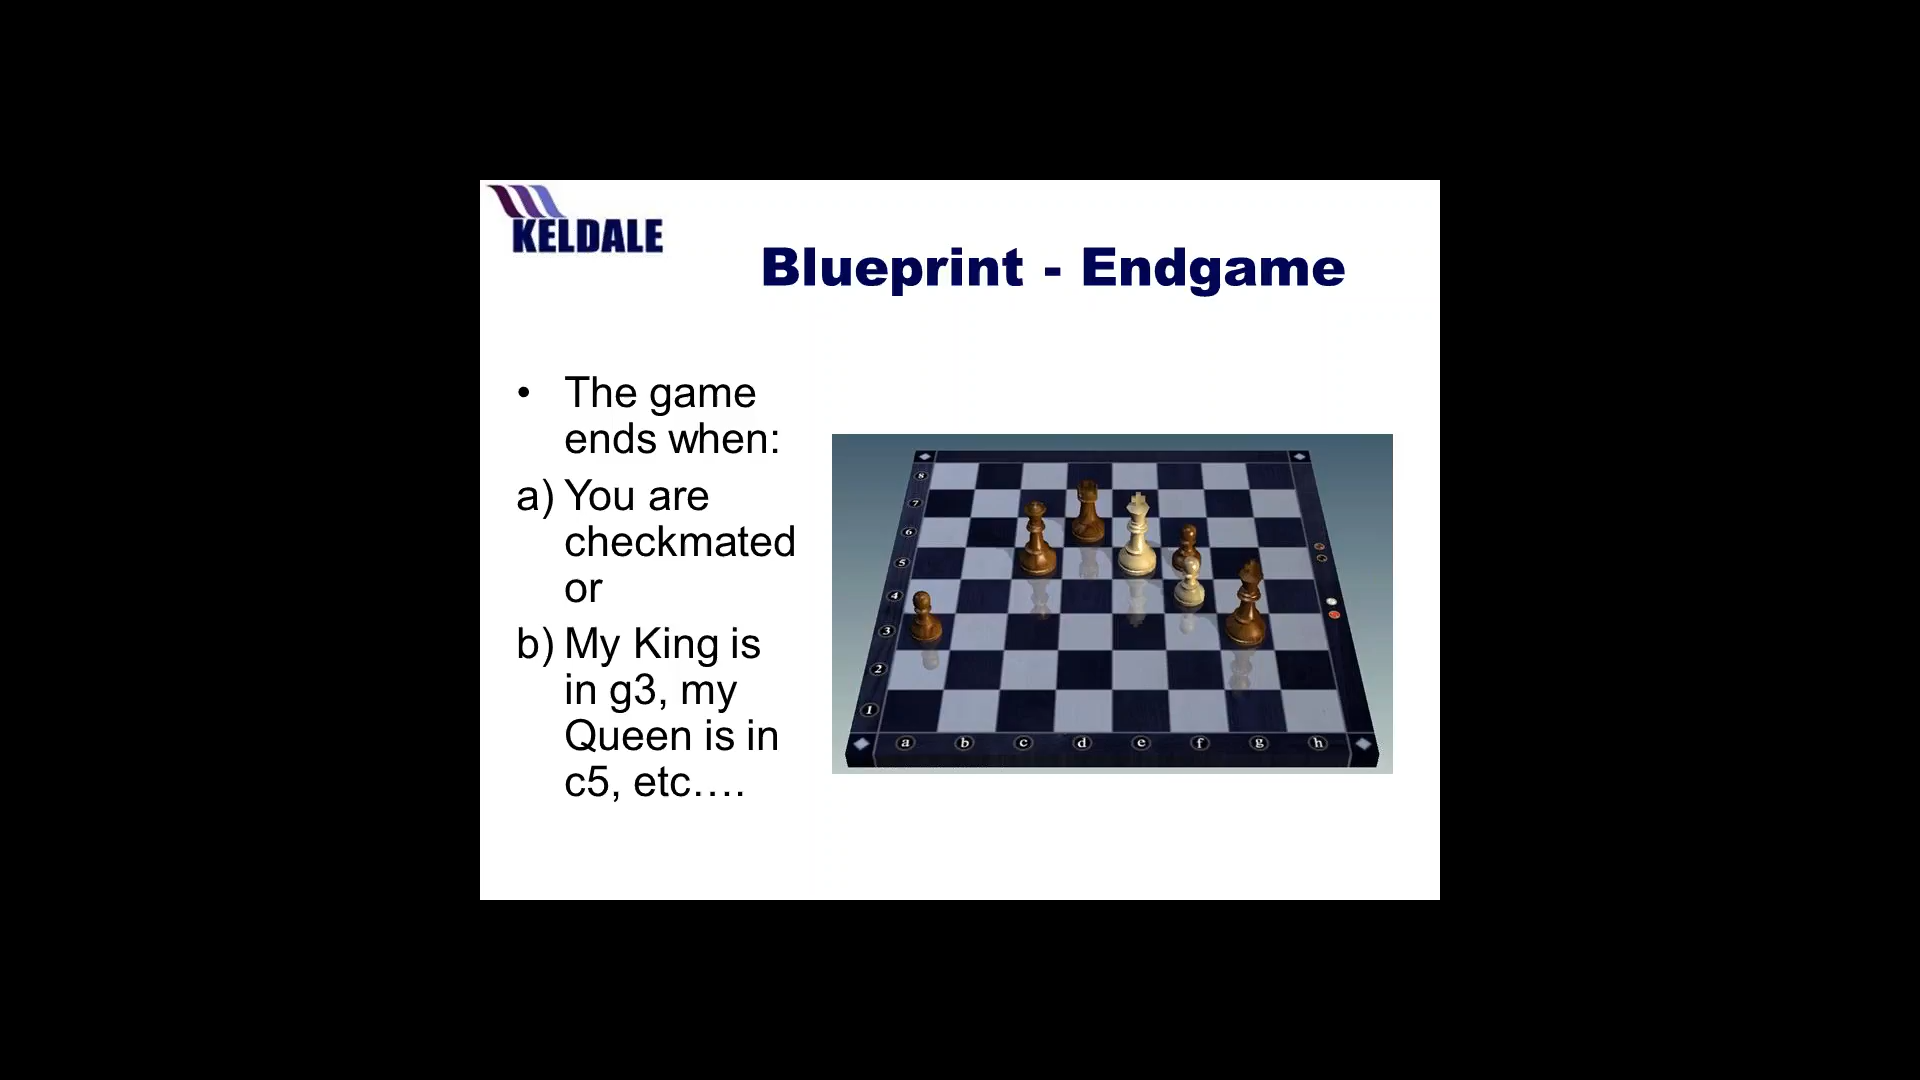 KELDALE
Blueprint - Endgame
• The game
ends when:
a) You are
checkmated
or
b) My King is
in g3, my
Queen is in
c5, etc….
8
7
6
5
4
3
2
1
a b c d e f g h